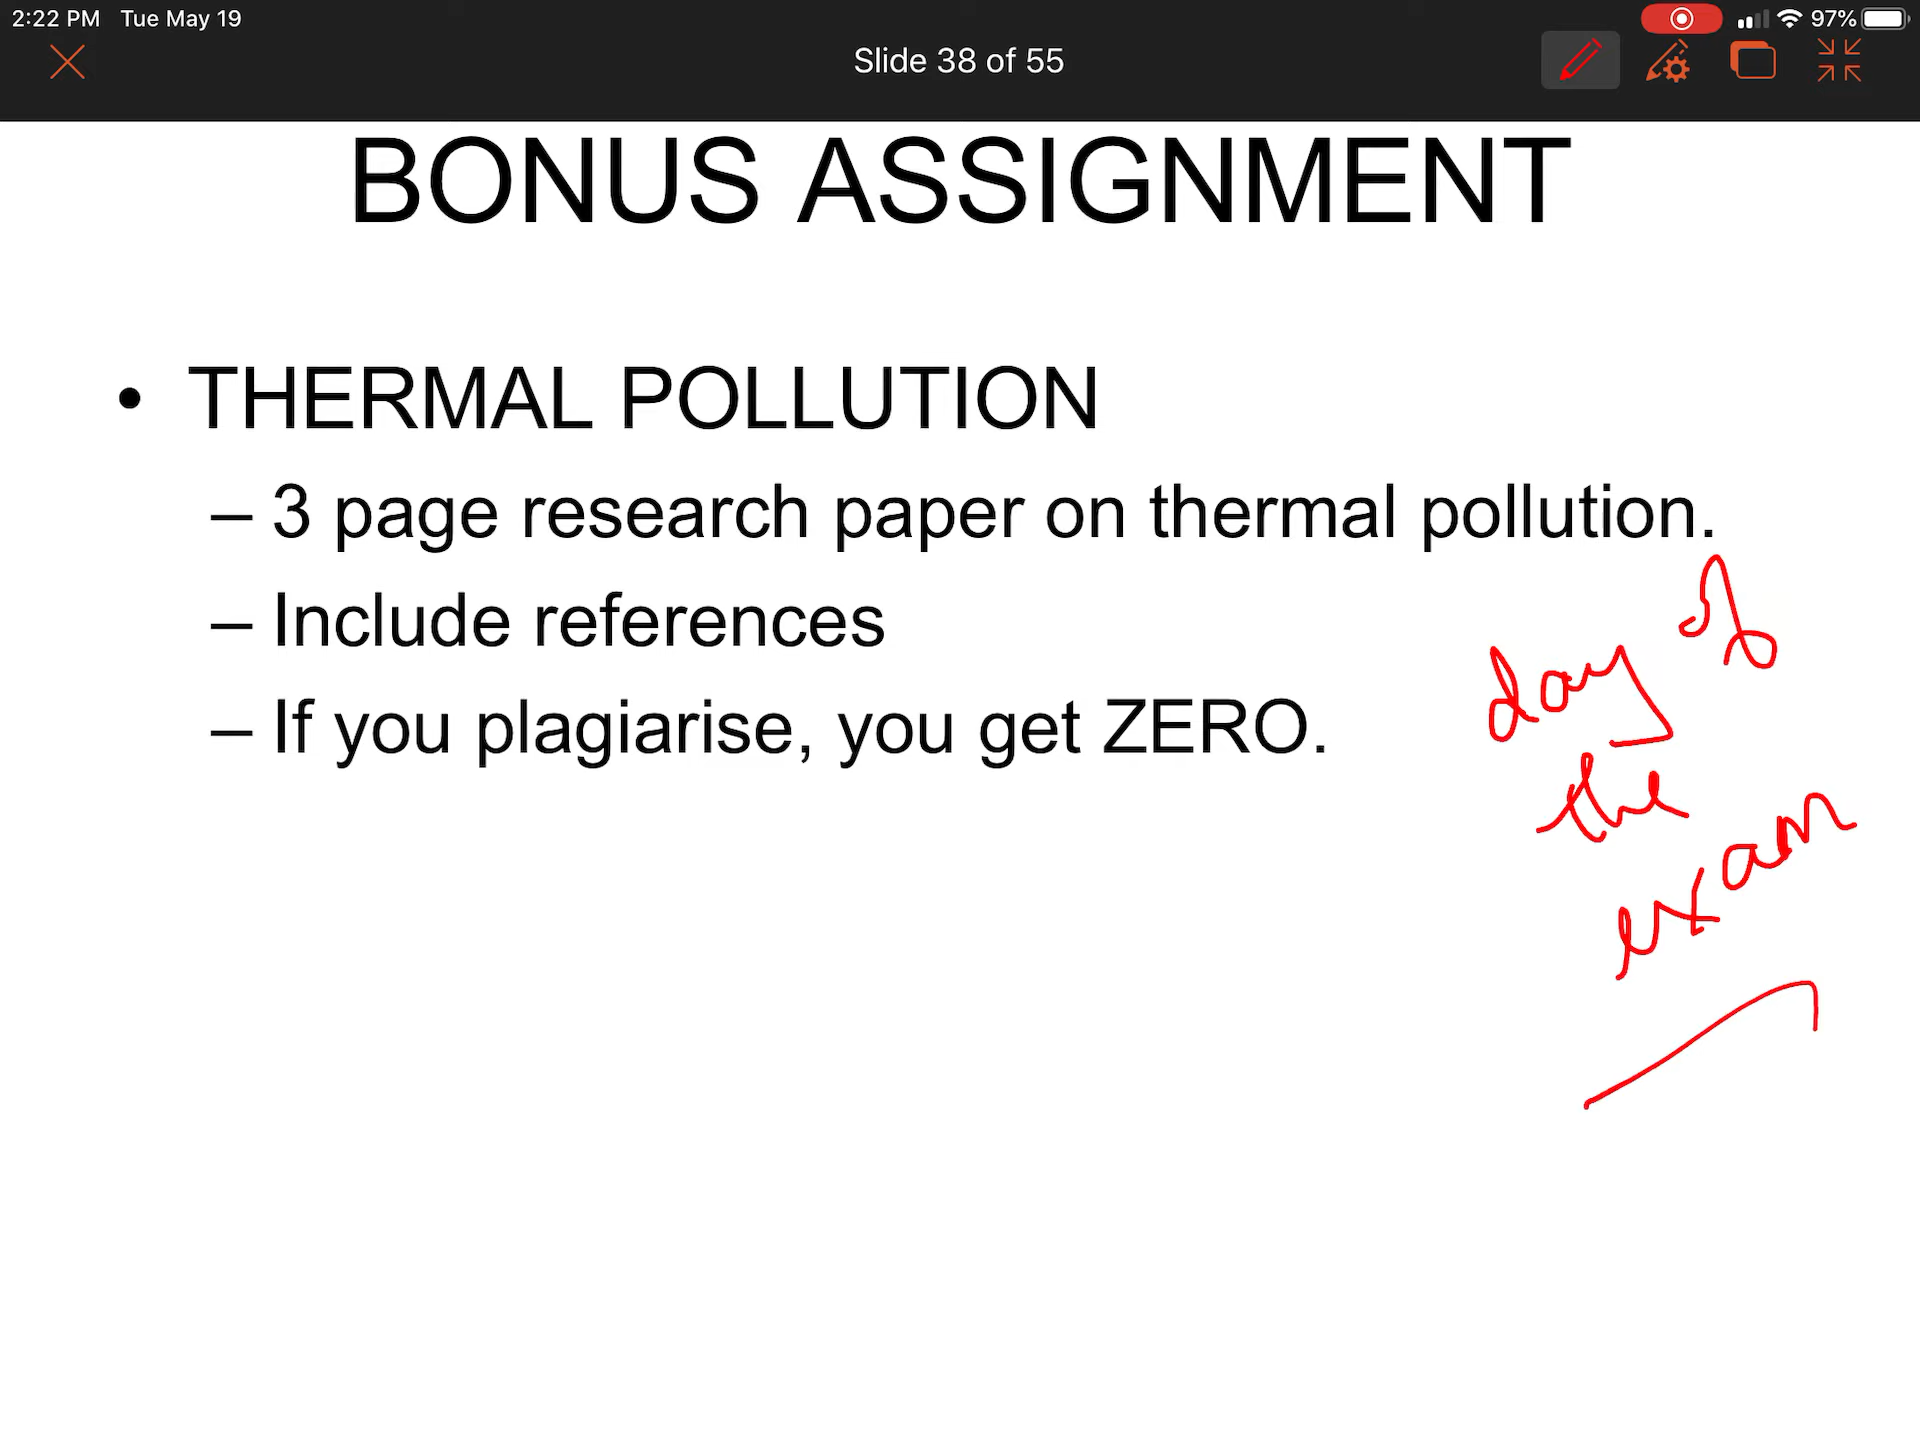 2:22 PM Tue May 19
97%
Slide 38 of 55
BONUS ASSIGNMENT
• THERMAL POLLUTION
– 3 page research paper on thermal pollution.
– Include references
– If you plagiarise, you get ZERO.
day of
the
exam